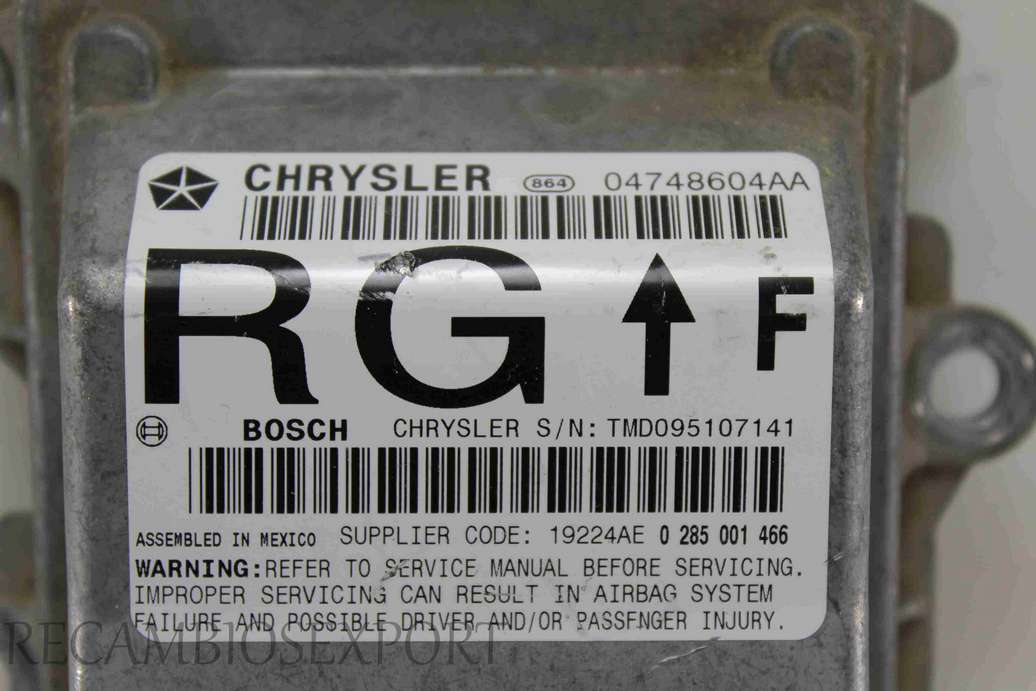 CHRYSLER 864 04748604AA
RG F
BOSCH CHRYSLER S/N: TMD095107141
ASSEMBLED IN MEXICO SUPPLIER CODE: 19224AE 0 285 001 466
WARNING:REFER TO SERVICE MANUAL BEFORE SERVICING.
IMPROPER SERVICING CAN RESULT IN AIRBAG SYSTEM
FAILURE AND POSSIBLE DRIVER AND/OR PASSENGER INJURY.
RECAMBIOSEXPORT